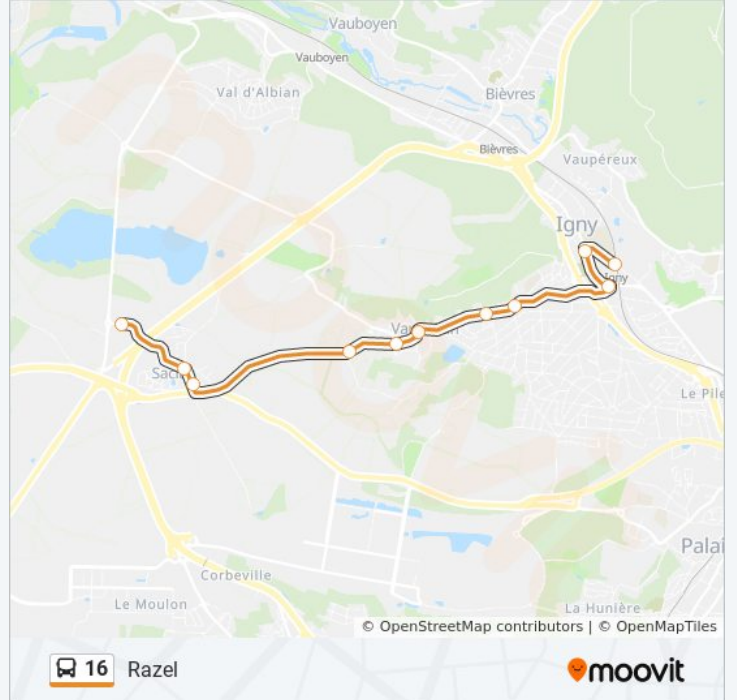 Vauboyen
Vauboyen
Val d'Albian
Bièvres
Bièvres
Vaupéreux
Igny
Igny
Le Pile
Palai
Corbeville
Le Moulon
La Hunière
© OpenStreetMap contributors | © OpenMapTiles
16 Razel
moovit